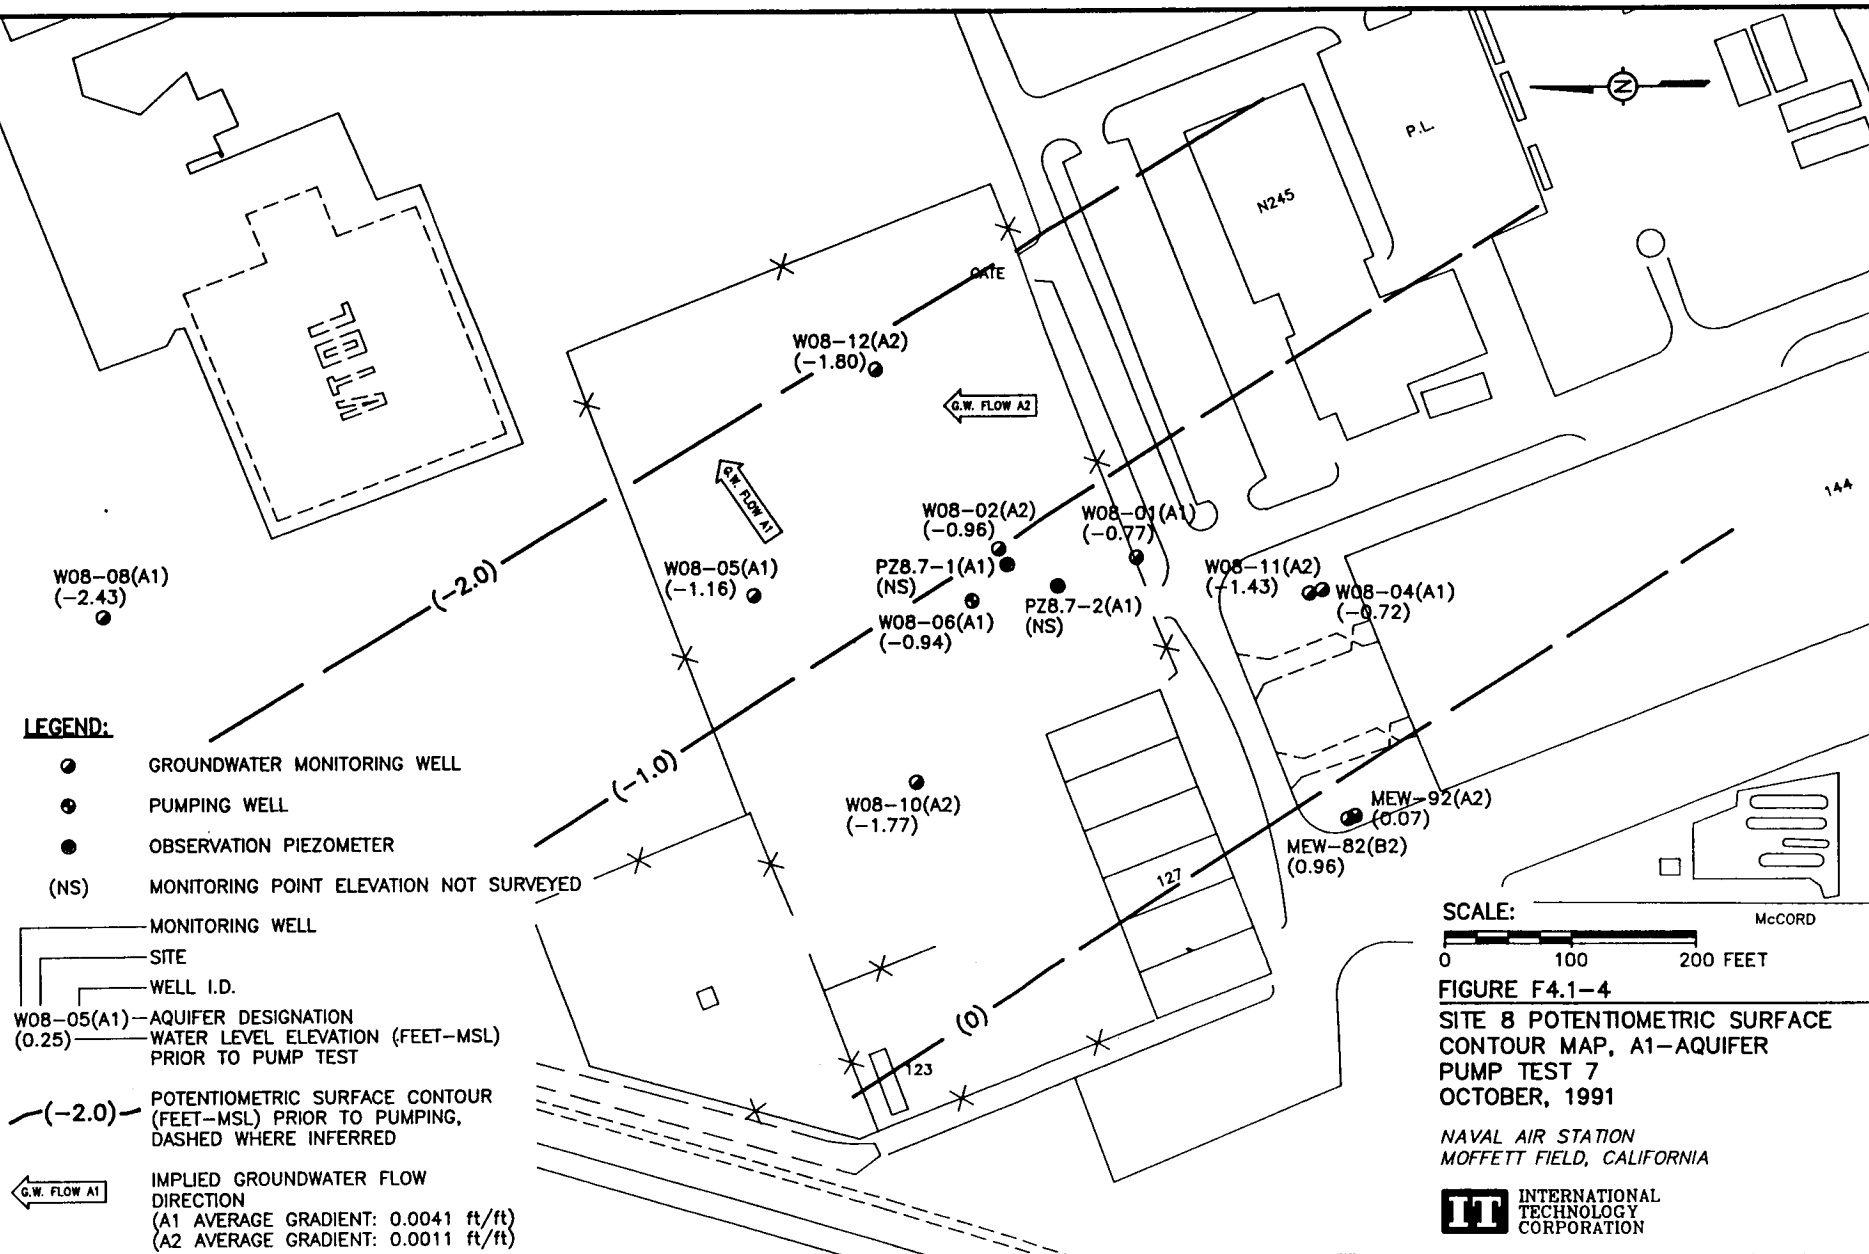 N
P.L.
N245
GATE
W08-12(A2)
(-1.80)
G.W. FLOW A2
G.W. FLOW A1
144
W08-02(A2)
(-0.96)
W08-01(A1)
(-0.77)
PZ8.7-1(A1)
(NS)
W08-05(A1)
(-1.16)
W08-11(A2)
(-1.43)
W08-04(A1)
(-0.72)
W08-08(A1)
(-2.43)
(-2.0)
PZ8.7-2(A1)
(NS)
W08-06(A1)
(-0.94)
(-1.0)
W08-10(A2)
(-1.77)
MEW-92(A2)
(0.07)
MEW-82(B2)
(0.96)
127
(0)
123
McCORD
LEGEND:
GROUNDWATER MONITORING WELL
PUMPING WELL
OBSERVATION PIEZOMETER
(NS) MONITORING POINT ELEVATION NOT SURVEYED
MONITORING WELL
SITE
WELL I.D.
W08-05(A1) AQUIFER DESIGNATION
(0.25) WATER LEVEL ELEVATION (FEET-MSL)
PRIOR TO PUMP TEST
(-2.0) POTENTIOMETRIC SURFACE CONTOUR
(FEET-MSL) PRIOR TO PUMPING,
DASHED WHERE INFERRED
G.W. FLOW A1 IMPLIED GROUNDWATER FLOW
DIRECTION
(A1 AVERAGE GRADIENT: 0.0041 ft/ft)
(A2 AVERAGE GRADIENT: 0.0011 ft/ft)
SCALE:
0 100 200 FEET
FIGURE F4.1-4
SITE 8 POTENTIOMETRIC SURFACE
CONTOUR MAP, A1-AQUIFER
PUMP TEST 7
OCTOBER, 1991
NAVAL AIR STATION
MOFFETT FIELD, CALIFORNIA
IT INTERNATIONAL
TECHNOLOGY
CORPORATION